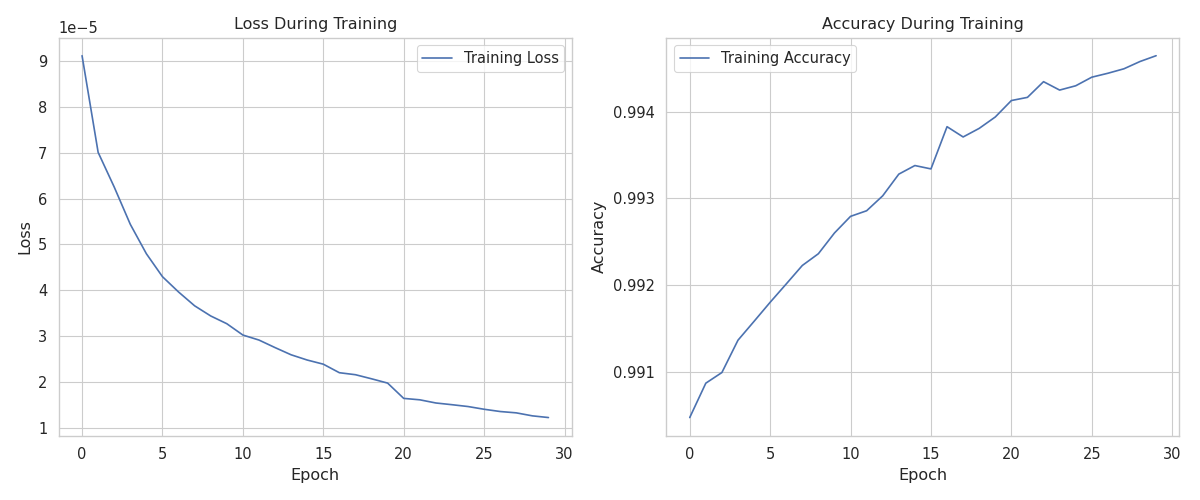 Loss During Training
1e−5
Training Loss
9
8
7
6
5
4
3
2
1
Loss
0 5 10 15 20 25 30
Epoch
Accuracy During Training
Training Accuracy
0.994
0.993
0.992
0.991
Accuracy
0 5 10 15 20 25 30
Epoch